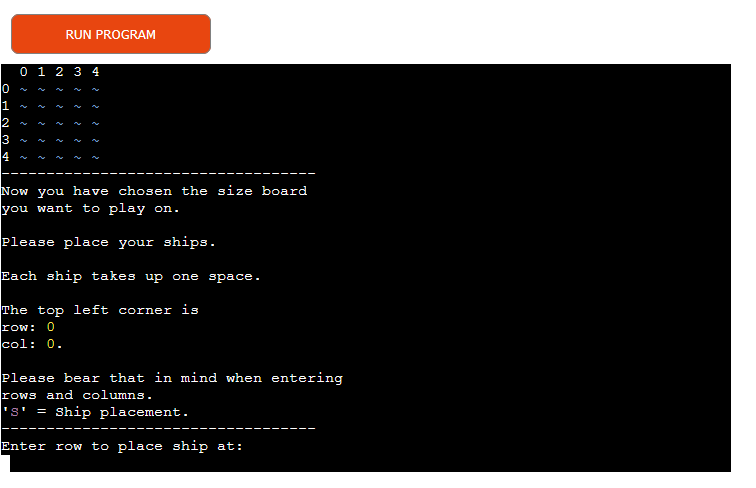 RUN PROGRAM
  0 1 2 3 4
0 ~ ~ ~ ~ ~
1 ~ ~ ~ ~ ~
2 ~ ~ ~ ~ ~
3 ~ ~ ~ ~ ~
4 ~ ~ ~ ~ ~
-----------------------------------
Now you have chosen the size board
you want to play on.
Please place your ships.
Each ship takes up one space.
The top left corner is
row: 0
col: 0.
Please bear that in mind when entering
rows and columns.
'S' = Ship placement.
-----------------------------------
Enter row to place ship at: